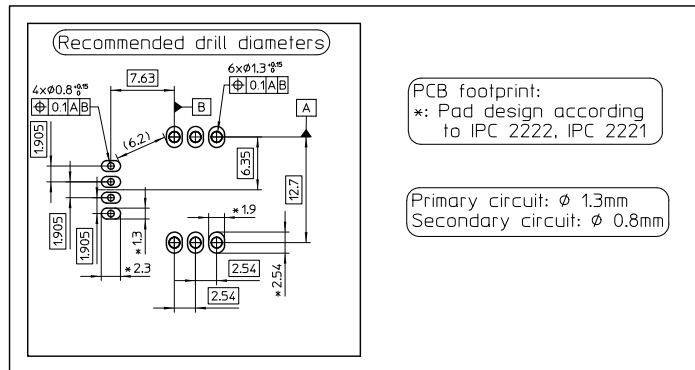 Recommended drill diameters
7.63
6xØ1.3 +0.15 0
⌖ 0.1 A B
4xØ0.8 +0.15 0
⌖ 0.1 A B
B
A
(6.2)
1.905
6.35
12.7
1.905
1.905
*1.3
*2.3
*1.9
2.54
2.54
*2.54
PCB footprint:
*: Pad design according
to IPC 2222, IPC 2221
Primary circuit: Ø 1.3mm
Secondary circuit: Ø 0.8mm